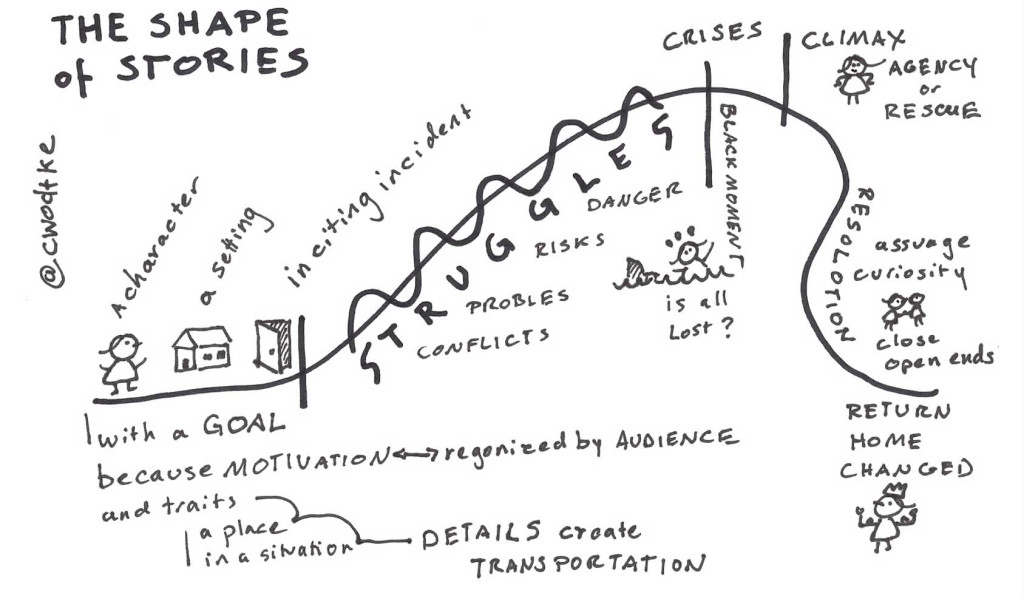 THE SHAPE
of STORIES
@cwodtke
A character
a setting
inciting incident
STRUGGLES
DANGER
RISKS
PROBLES
CONFLICTS
CRISES
BLACK MOMENT
is all
Lost?
CLIMAX
AGENCY
or
RESCUE
RESOLOTION
assuage
curiosity
close
open ends
RETURN
HOME
CHANGED
with a GOAL
because MOTIVATION ↔ regonized by AUDIENCE
and traits
a place
in a situation
DETAILS create
TRANSPORTATION